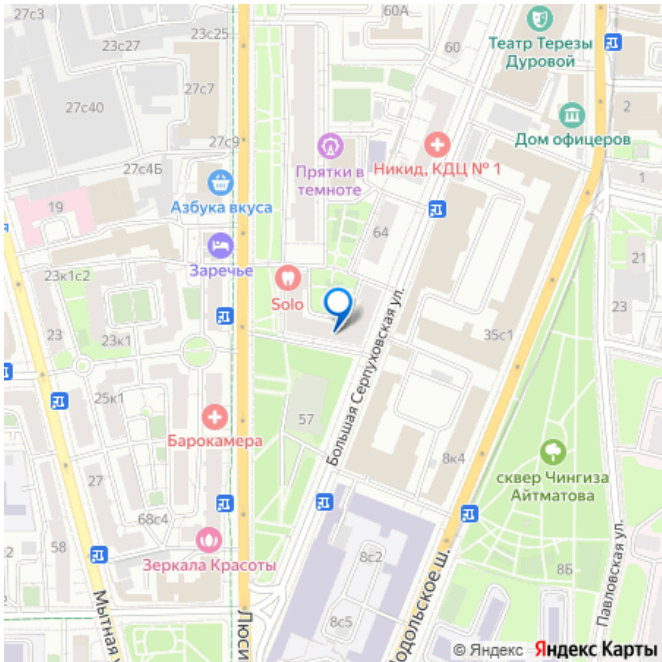 27с3
23с25
60А
60
Театр Терезы
Дуровой
27с7
27с40
2
27с9
Дом офицеров
Прятки в
темноте
Никид, КДЦ № 1
27с4Б
1
19
Азбука вкуса
64
Заречье
21
23к1с2
Solo
23
23
23к1
35с1
Большая Серпуховская ул.
25к1
57
Барокамера
8к4
сквер Чингиза
Айтматова
27
68с4
58
Зеркала Красоты
8с2
8Б
Павловская ул.
Мытная у
Люси
8с5
Подольское ш.
© Яндекс Яндекс Карты